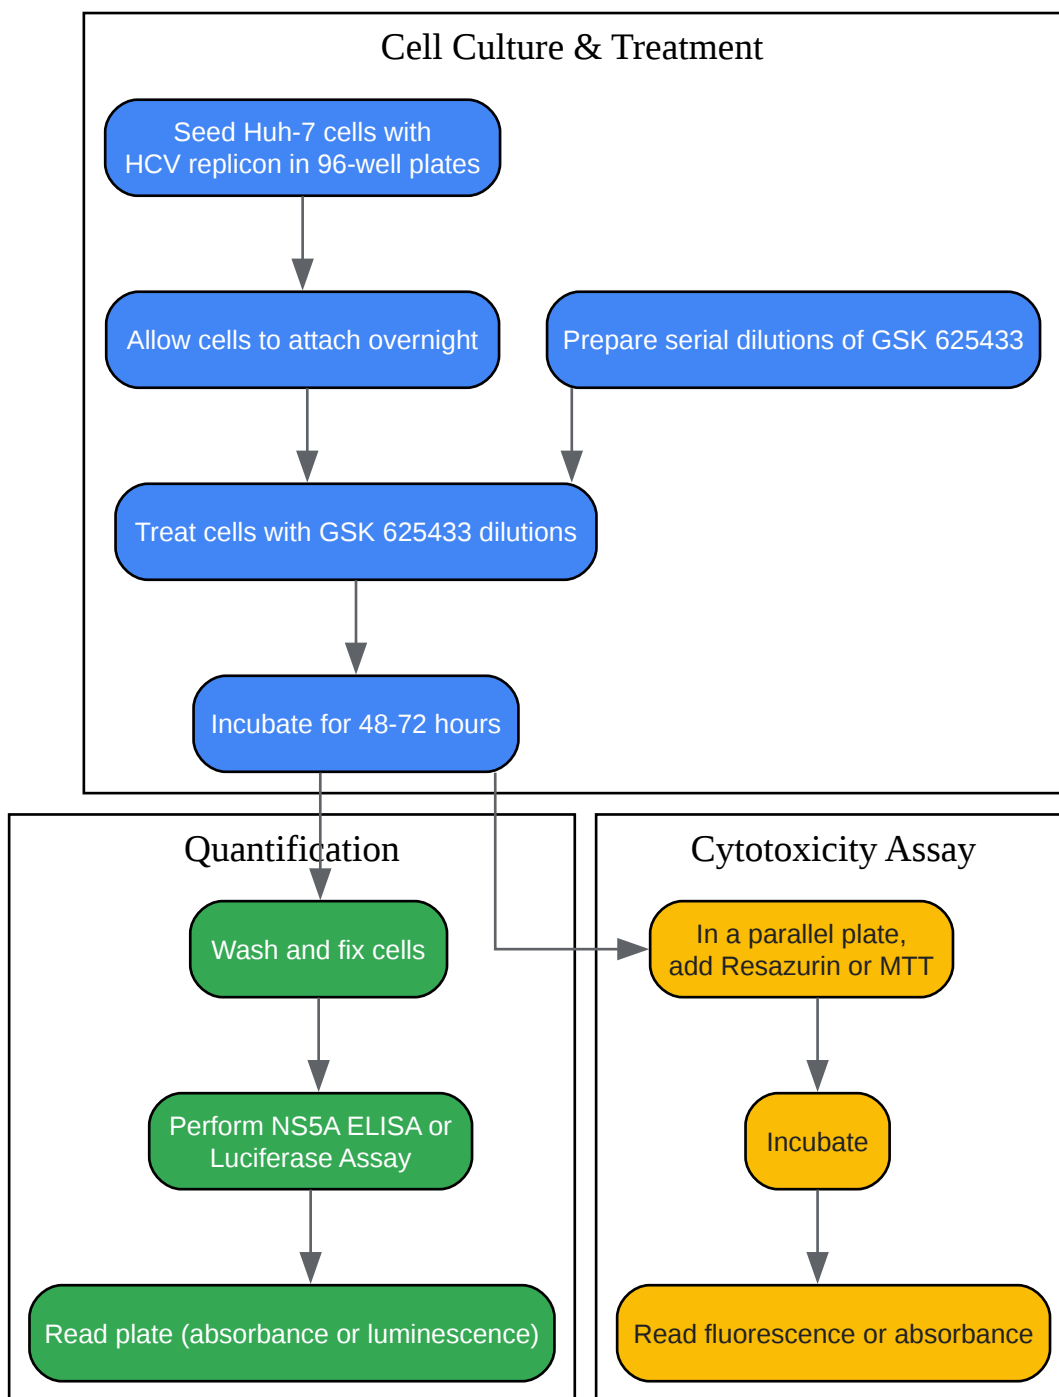 Cell Culture & Treatment
Seed Huh-7 cells with
HCV replicon in 96-well plates
Allow cells to attach overnight
Prepare serial dilutions of GSK 625433
Treat cells with GSK 625433 dilutions
Incubate for 48-72 hours
Quantification
Wash and fix cells
Perform NS5A ELISA or
Luciferase Assay
Read plate (absorbance or luminescence)
Cytotoxicity Assay
In a parallel plate,
add Resazurin or MTT
Incubate
Read fluorescence or absorbance